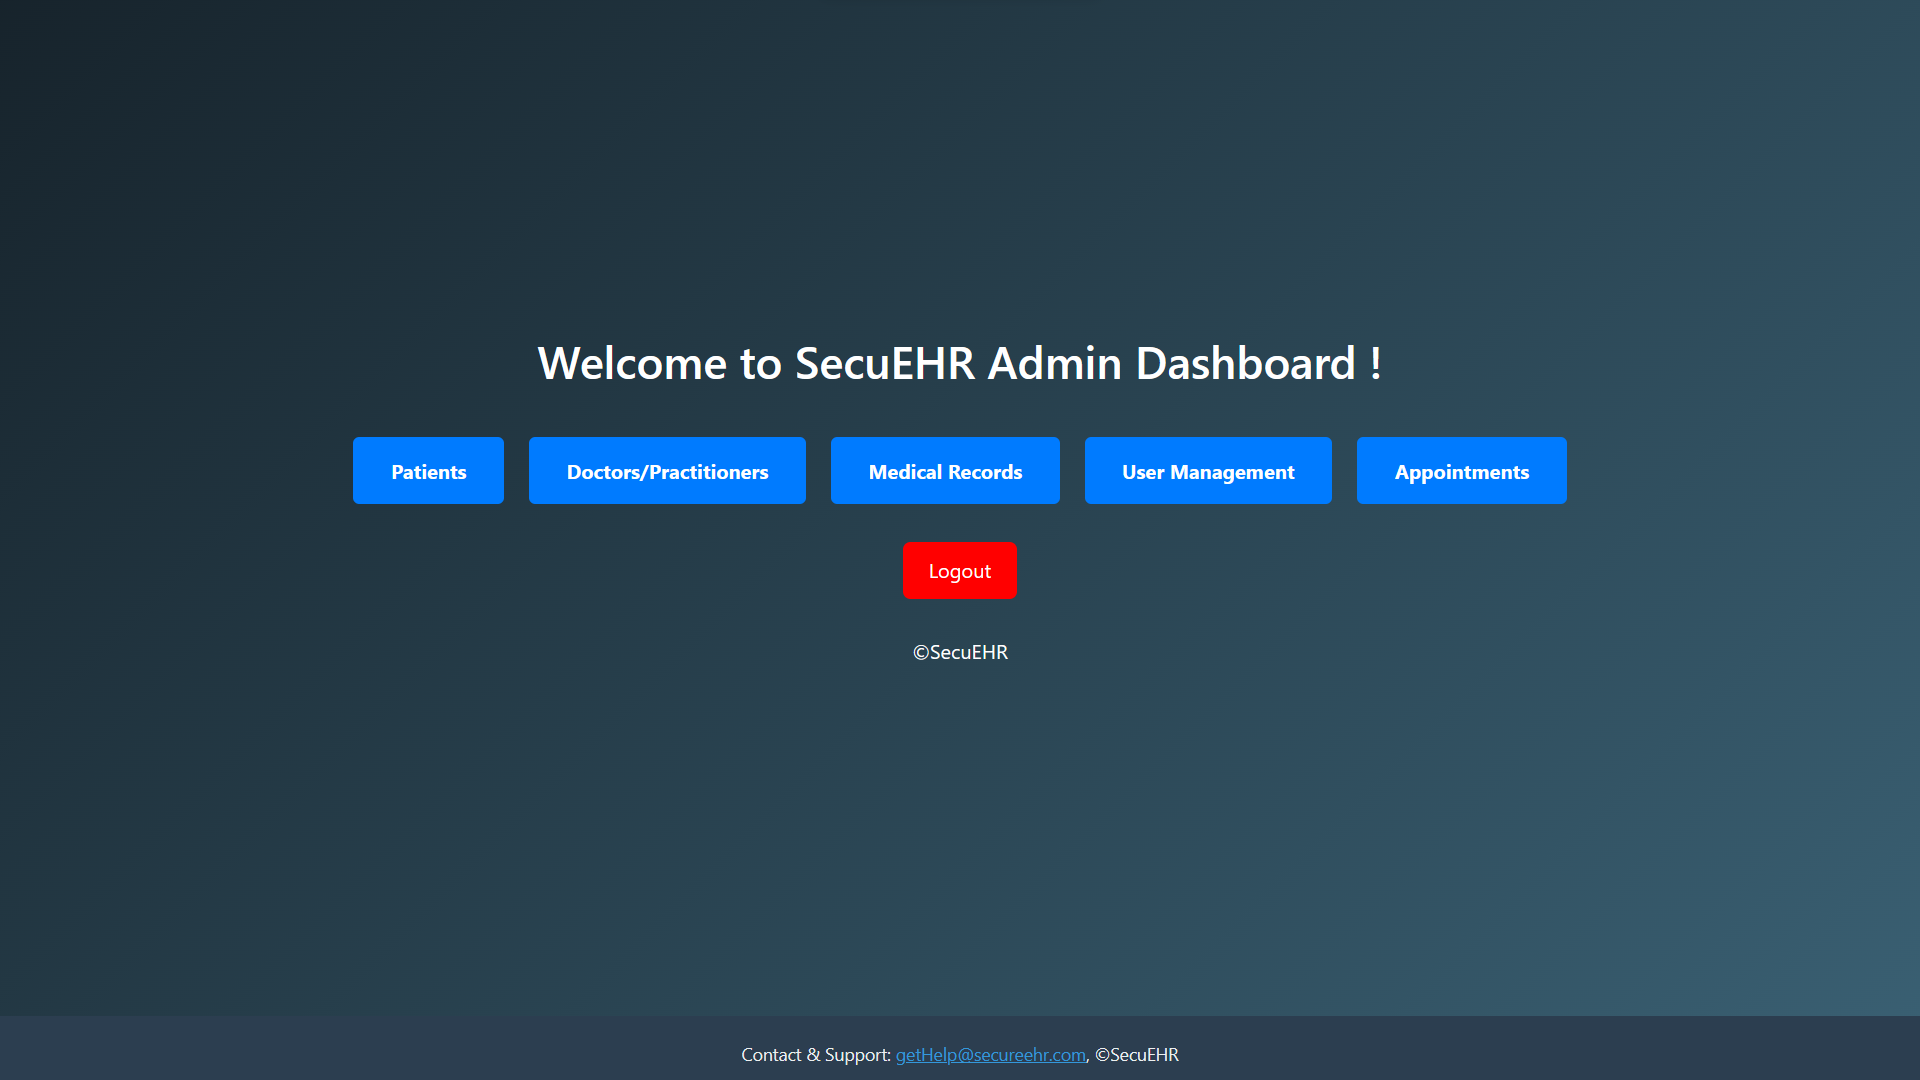 Welcome to SecuEHR Admin Dashboard !
Patients Doctors/Practitioners Medical Records User Management Appointments
Logout
©SecuEHR
Contact & Support: getHelp@secureehr.com, ©SecuEHR